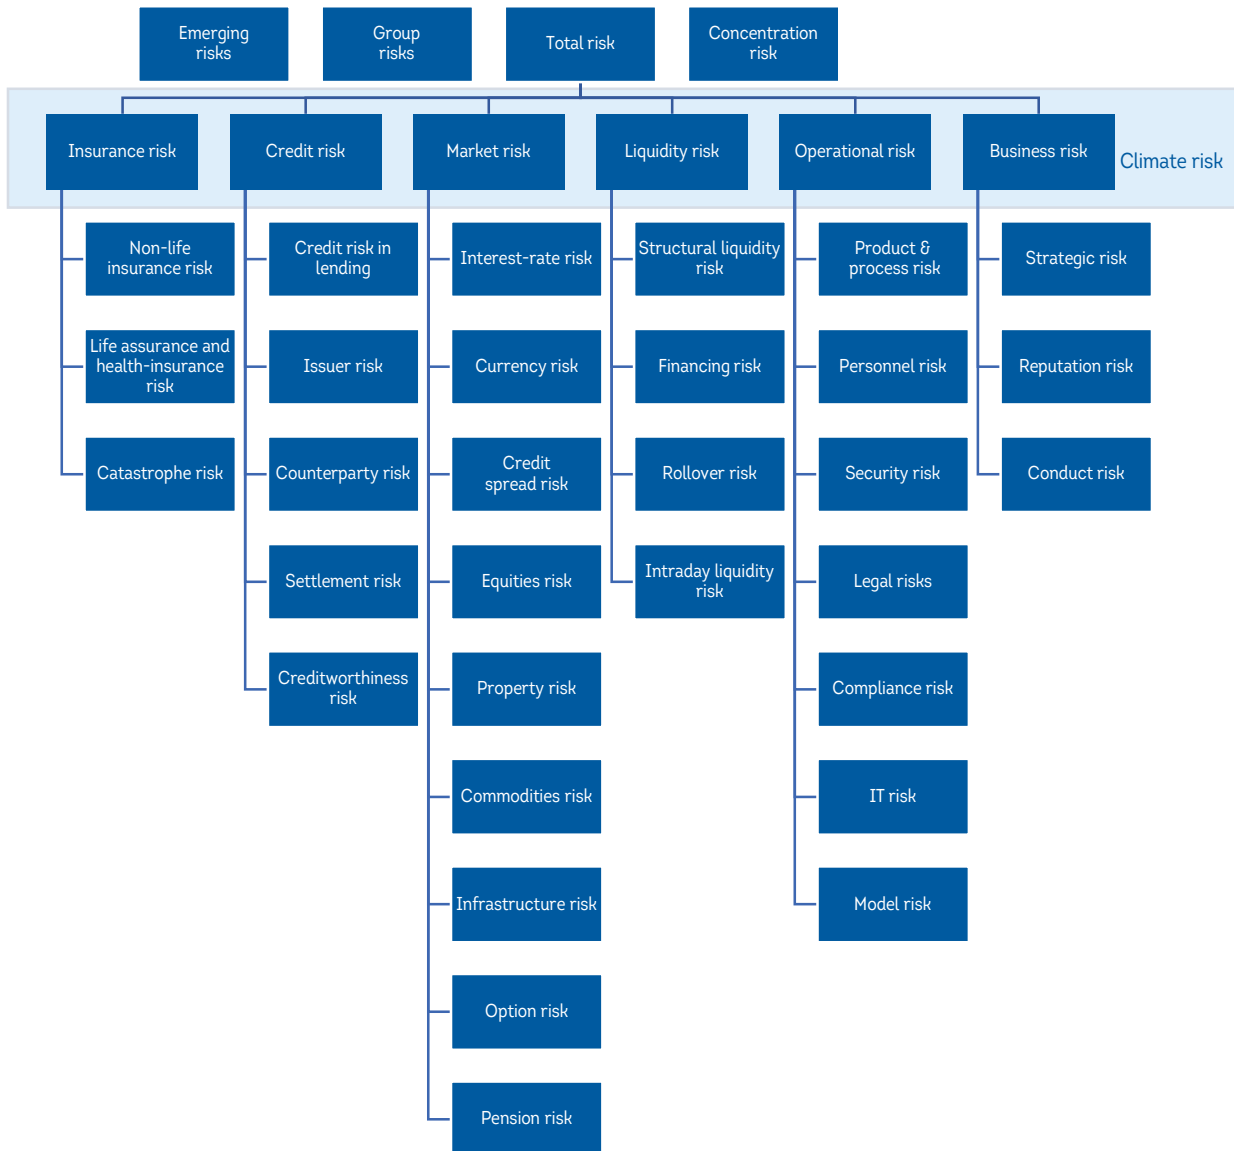 Emerging
risks
Group
risks
Total risk
Concentration
risk
Insurance risk
Credit risk
Market risk
Liquidity risk
Operational risk
Business risk
Climate risk
Non-life
insurance risk
Life assurance and
health-insurance
risk
Catastrophe risk
Credit risk in
lending
Issuer risk
Counterparty risk
Settlement risk
Creditworthiness
risk
Interest-rate risk
Currency risk
Credit
spread risk
Equities risk
Property risk
Commodities risk
Infrastructure risk
Option risk
Pension risk
Structural liquidity
risk
Financing risk
Rollover risk
Intraday liquidity
risk
Product &
process risk
Personnel risk
Security risk
Legal risks
Compliance risk
IT risk
Model risk
Strategic risk
Reputation risk
Conduct risk